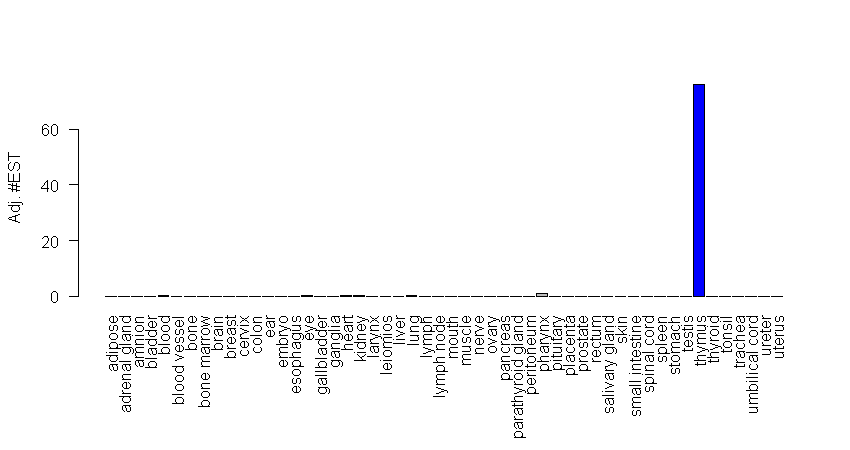 Adj. #EST
60
40
20
0
adipose
adrenal gland
amnion
bladder
blood
blood vessel
bone
bone marrow
brain
breast
cervix
colon
ear
embryo
esophagus
eye
gallbladder
ganglia
heart
kidney
larynx
leiomios
liver
lung
lymph
lymph node
mouth
muscle
nerve
ovary
pancreas
parathyroid gland
peritoneum
pharynx
pituitary
placenta
prostate
rectum
salivary gland
skin
small intestine
spinal cord
spleen
stomach
testis
thymus
thyroid
tonsil
trachea
umbilical cord
ureter
uterus